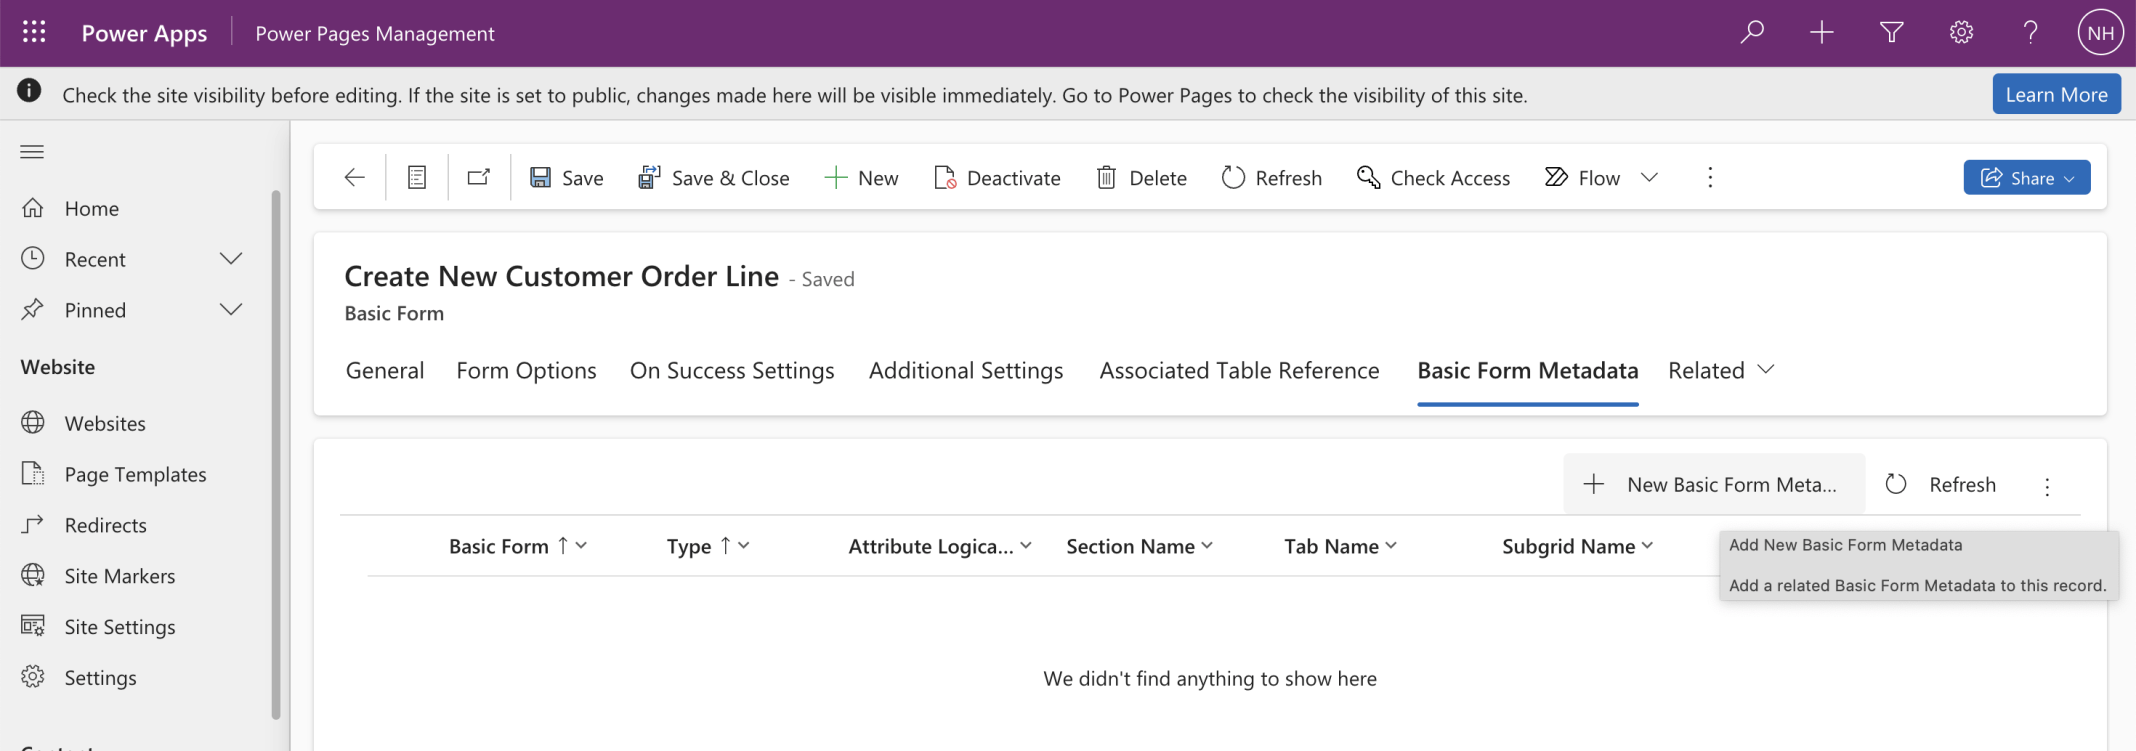 Power Apps Power Pages Management NH
Check the site visibility before editing. If the site is set to public, changes made here will be visible immediately. Go to Power Pages to check the visibility of this site. Learn More
Save Save & Close New Deactivate Delete Refresh Check Access Flow Share
Home
Recent
Pinned
Website
Websites
Page Templates
Redirects
Site Markers
Site Settings
Settings
Create New Customer Order Line - Saved
Basic Form
General Form Options On Success Settings Additional Settings Associated Table Reference Basic Form Metadata Related
New Basic Form Meta... Refresh
Basic Form Type Attribute Logica... Section Name Tab Name Subgrid Name
Add New Basic Form Metadata
Add a related Basic Form Metadata to this record.
We didn't find anything to show here